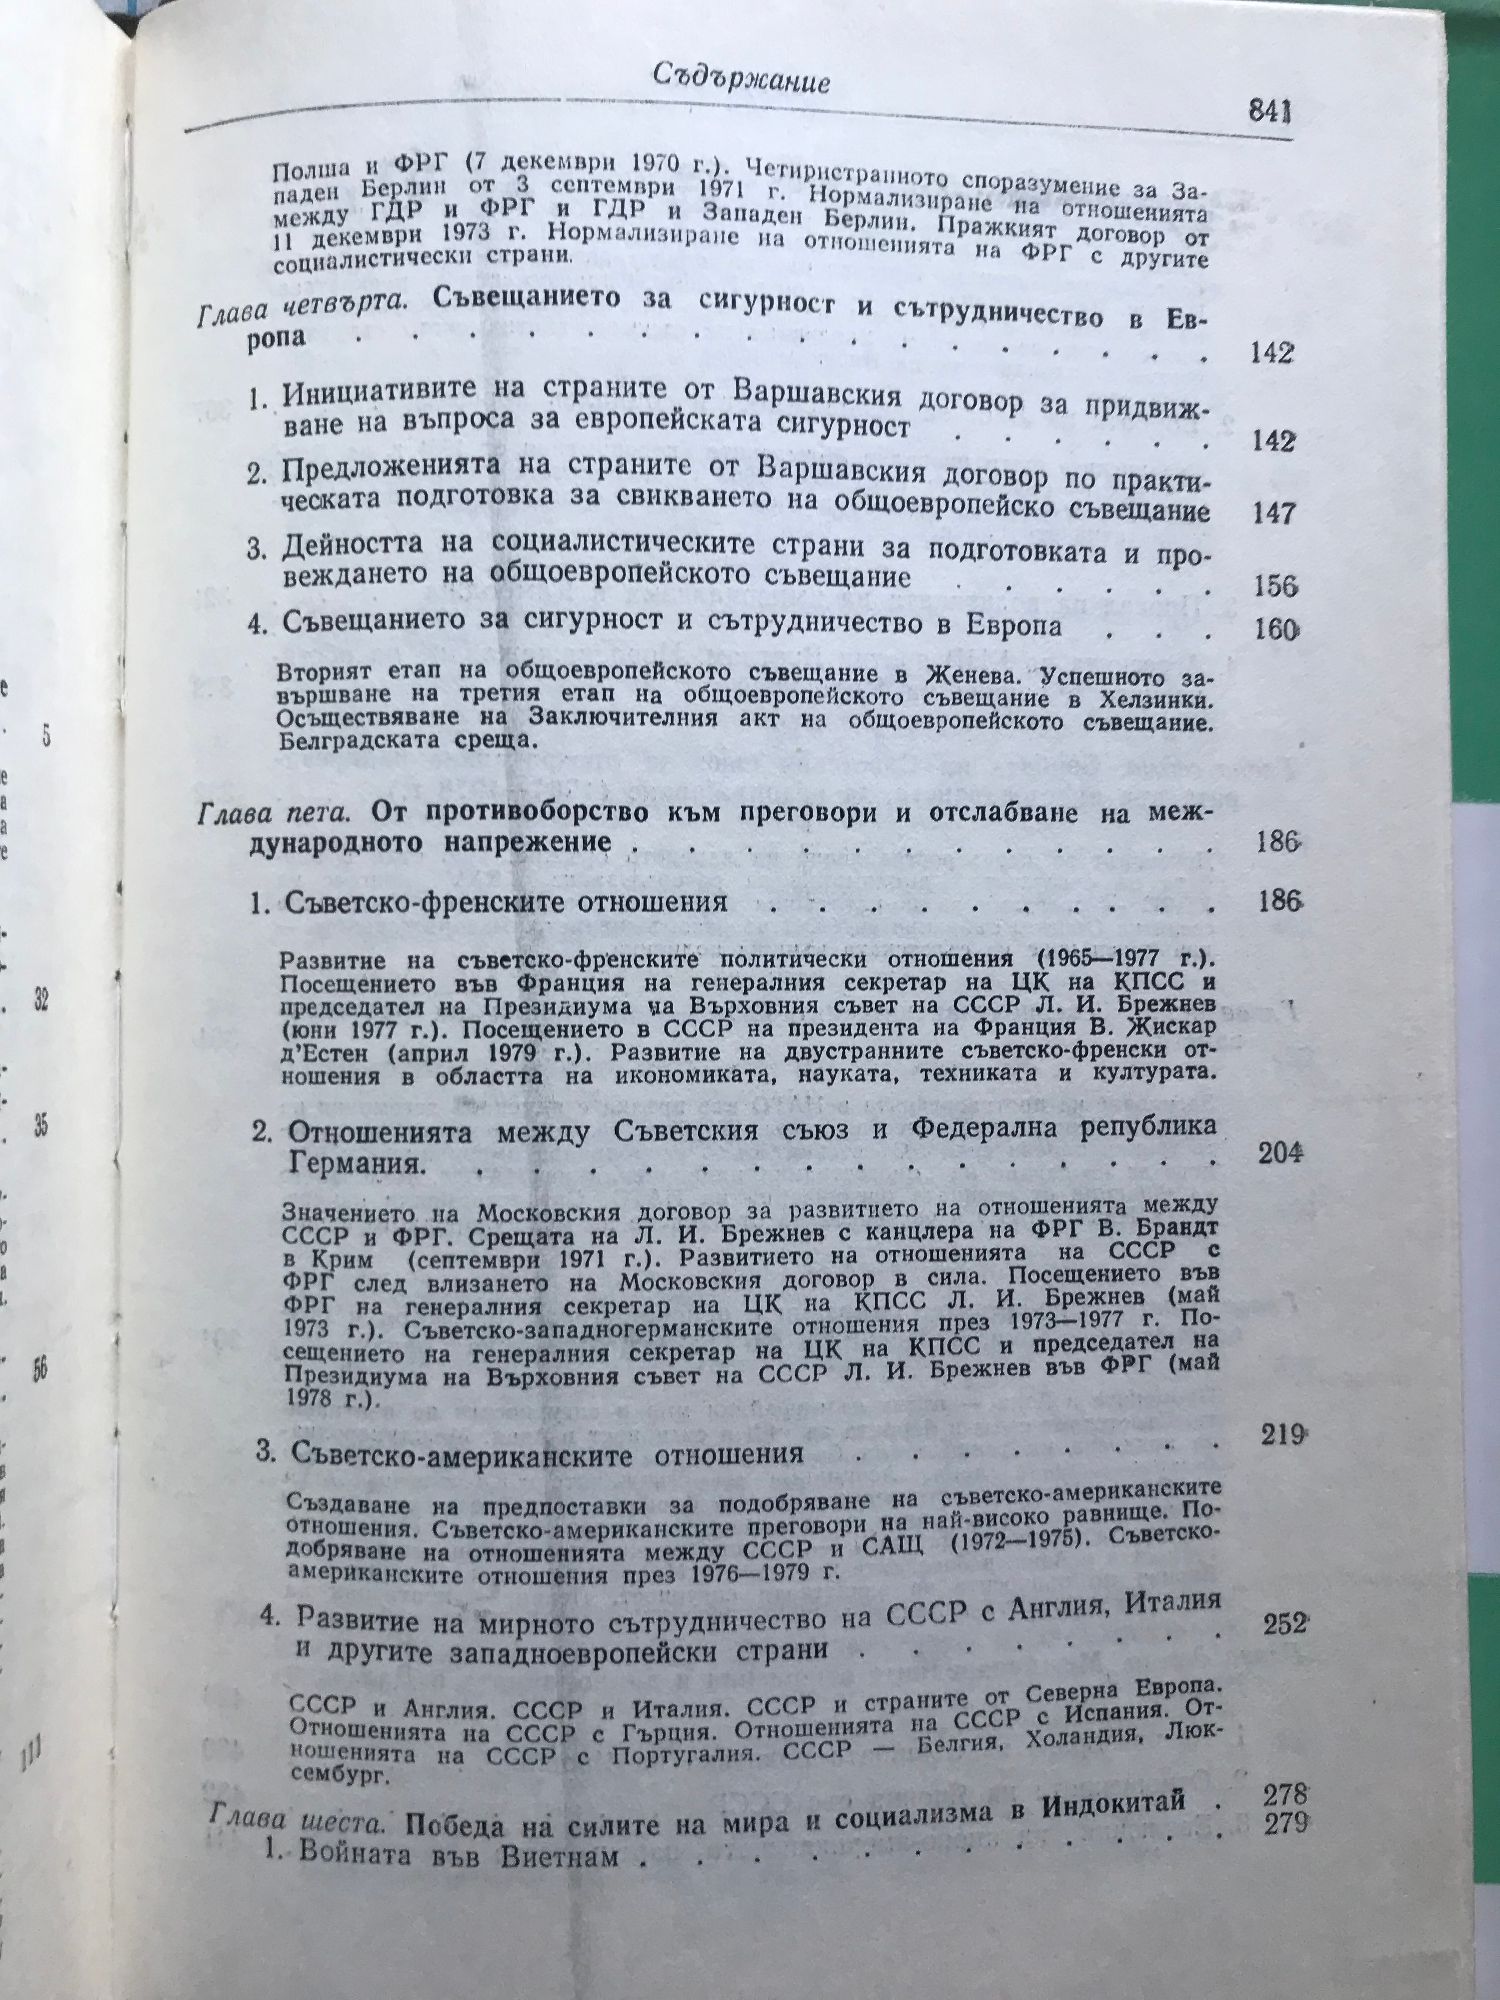 Съдържание
841
Полша и ФРГ (7 декември 1970 г.). Четиристранното споразумение за За-
паден Берлин от 3 септември 1971 г. Нормализиране на отношенията
между ГДР и ФРГ и ГДР и Западен Берлин. Пражкият договор от
11 декември 1973 г. Нормализиране на отношенията на ФРГ с другите
социалистически страни.
Глава четвърта. Съвещанието за сигурност и сътрудничество в Ев-
ропа . . . . . . . . . . . . . . . 142
1. Инициативите на страните от Варшавския договор за придвиж-
ване на въпроса за европейската сигурност . . . . . . 142
2. Предложенията на страните от Варшавския договор по практи-
ческата подготовка за свикването на общоевропейско съвещание 147
3. Дейността на социалистическите страни за подготовката и про-
веждането на общоевропейското съвещание . . . . . . 156
4. Съвещанието за сигурност и сътрудничество в Европа . . . 160
Вторият етап на общоевропейското съвещание в Женева. Успешното за-
вършване на третия етап на общоевропейското съвещание в Хелзинки.
Осъществяване на Заключителния акт на общоевропейското съвещание.
Белградската среща.
Глава пета. От противоборство към преговори и отслабване на меж-
дународното напрежение . . . . . . . . . . . . 186
1. Съветско-френските отношения . . . . . . . . . 186
Развитие на съветско-френските политически отношения (1965—1977 г.).
Посещението във Франция на генералния секретар на ЦК на КПСС и
председател на Президиума на Върховния съвет на СССР Л. И. Брежнев
(юни 1977 г.). Посещението в СССР на президента на Франция В. Жискар
д'Естен (април 1979 г.). Развитие на двустранните съветско-френски от-
ношения в областта на икономиката, науката, техниката и културата.
2. Отношенията между Съветския съюз и Федерална република
Германия. . . . . . . . . . . . . . . 204
Значението на Московския договор за развитието на отношенията между
СССР и ФРГ. Срещата на Л. И. Брежнев с канцлера на ФРГ В. Брандт
в Крим (септември 1971 г.). Развитието на отношенията на СССР с
ФРГ след влизането на Московския договор в сила. Посещението във
ФРГ на генералния секретар на ЦК на КПСС Л. И. Брежнев (май
1973 г.). Съветско-западногерманските отношения през 1973—1977 г. По-
сещението на генералния секретар на ЦК на КПСС и председател на
Президиума на Върховния съвет на СССР Л. И. Брежнев във ФРГ (май
1978 г.).
3. Съветско-американските отношения . . . . . . . 219
Създаване на предпоставки за подобряване на съветско-американските
отношения. Съветско-американските преговори на най-високо равнище. По-
добряване на отношенията между СССР и САЩ (1972—1975). Съветско-
американските отношения през 1976—1979 г.
4. Развитие на мирното сътрудничество на СССР с Англия, Италия
и другите западноевропейски страни . . . . . . . 252
СССР и Англия. СССР и Италия. СССР и страните от Северна Европа.
Отношенията на СССР с Гърция. Отношенията на СССР с Испания. От-
ношенията на СССР с Португалия. СССР — Белгия, Холандия, Люк-
сембург.
Глава шеста. Победа на силите на мира и социализма в Индокитай . 278
1. Войната във Виетнам . . . . . . . . . . . 279
5
32
35
56
111